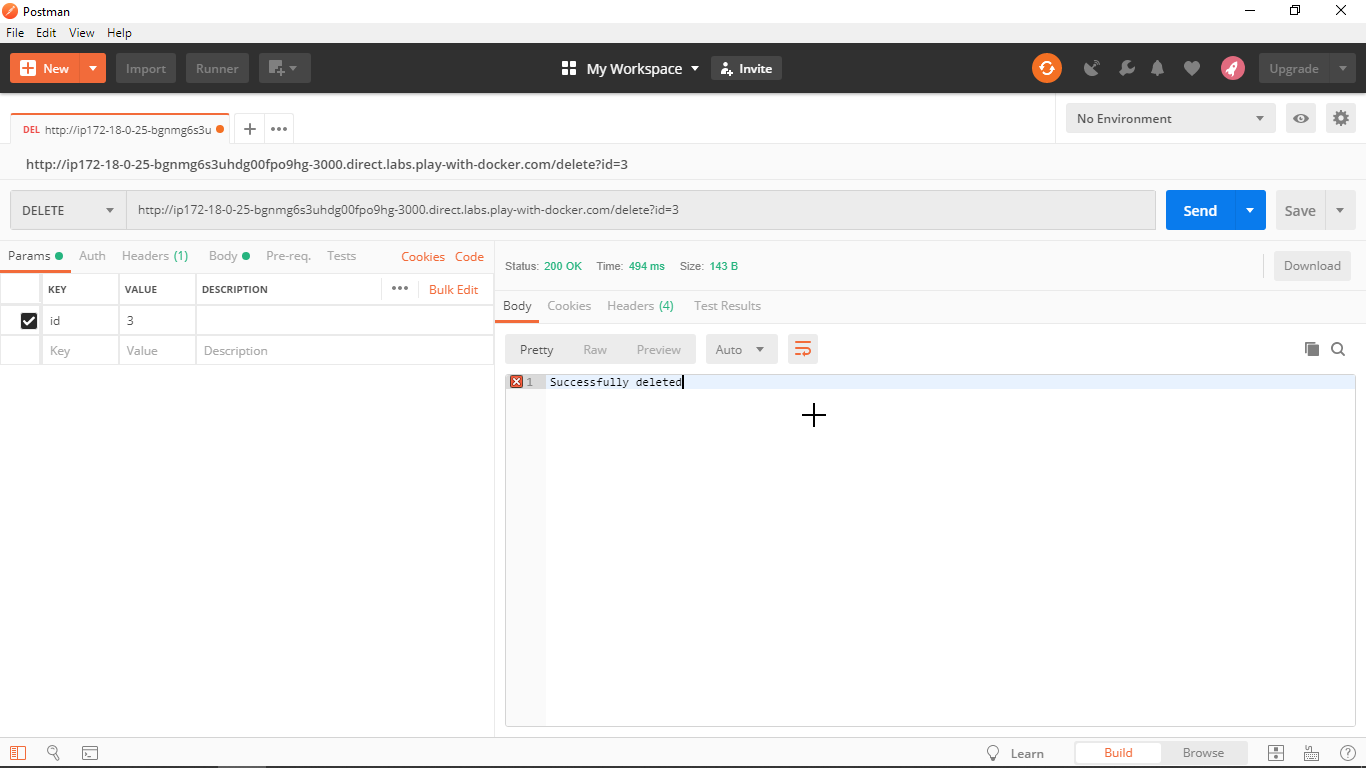 Postman
File Edit View Help
New Import Runner My Workspace Invite Upgrade
DEL http://ip172-18-0-25-bgnmg6s3u
No Environment
http://ip172-18-0-25-bgnmg6s3uhdg00fpo9hg-3000.direct.labs.play-with-docker.com/delete?id=3
DELETE http://ip172-18-0-25-bgnmg6s3uhdg00fpo9hg-3000.direct.labs.play-with-docker.com/delete?id=3 Send Save
Params Auth Headers (1) Body Pre-req. Tests Cookies Code
KEY VALUE DESCRIPTION Bulk Edit
id 3
Key Value Description
Status: 200 OK Time: 494 ms Size: 143 B Download
Body Cookies Headers (4) Test Results
Pretty Raw Preview Auto
1 Successfully deleted
Learn Build Browse